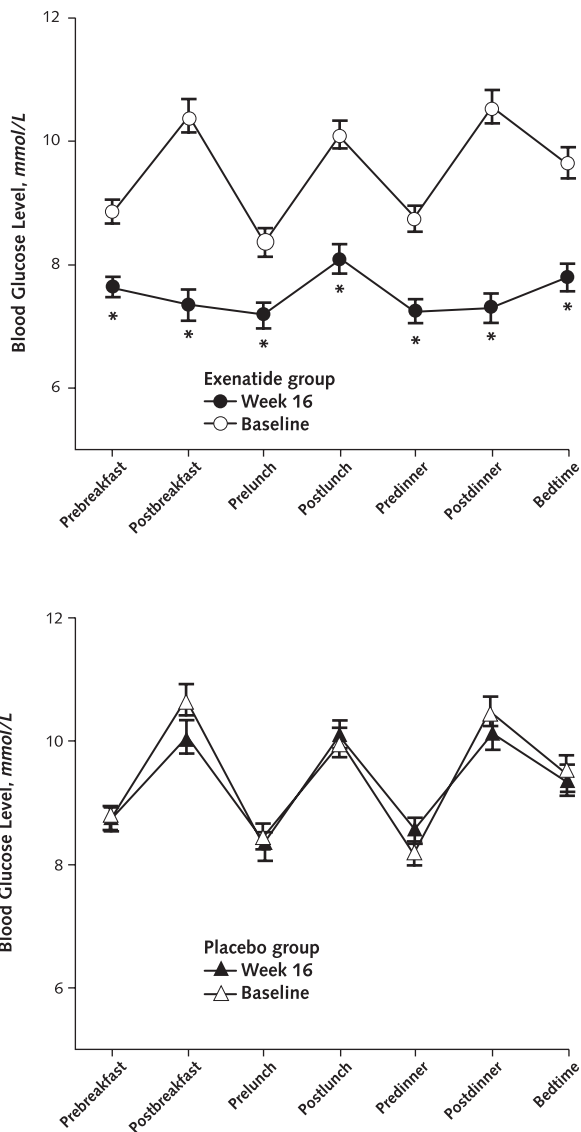 12
10
8
6
Blood Glucose Level, mmol/L
*
*
*
*
*
*
*
Exenatide group
Week 16
Baseline
Prebreakfast
Postbreakfast
Prelunch
Postlunch
Predinner
Postdinner
Bedtime
12
10
8
6
Blood Glucose Level, mmol/L
Placebo group
Week 16
Baseline
Prebreakfast
Postbreakfast
Prelunch
Postlunch
Predinner
Postdinner
Bedtime